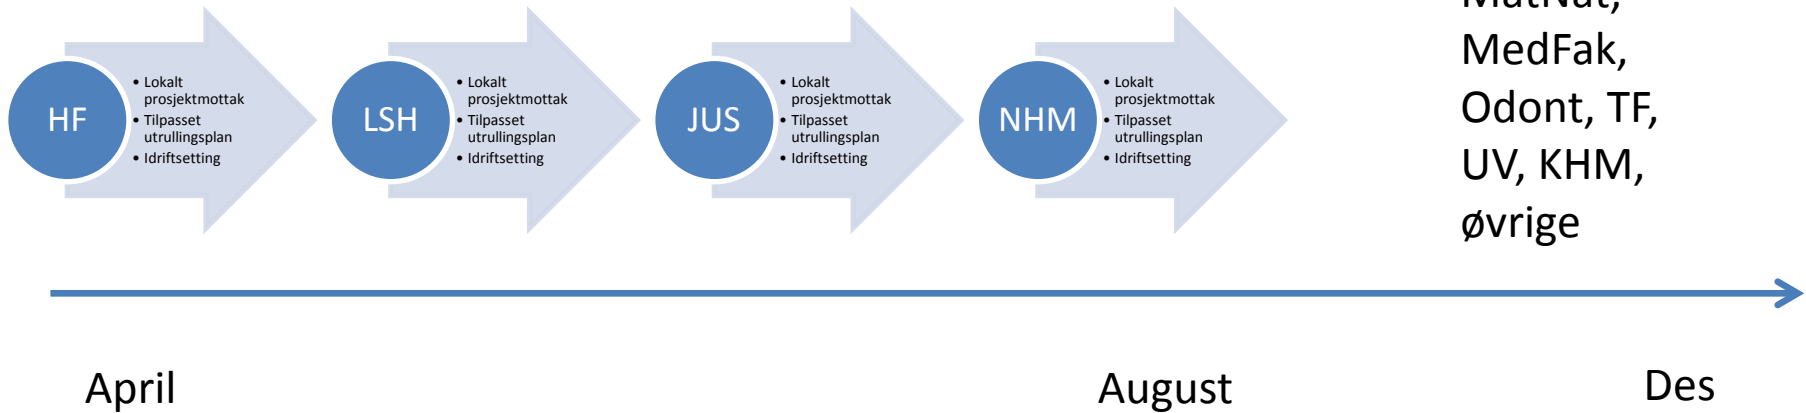 HF
• Lokalt
prosjektmottak
• Tilpasset
utrullingsplan
• Idriftsetting
LSH
• Lokalt
prosjektmottak
• Tilpasset
utrullingsplan
• Idriftsetting
JUS
• Lokalt
prosjektmottak
• Tilpasset
utrullingsplan
• Idriftsetting
NHM
• Lokalt
prosjektmottak
• Tilpasset
utrullingsplan
• Idriftsetting
MatNat,
MedFak,
Odont, TF,
UV, KHM,
øvrige
April
August
Des